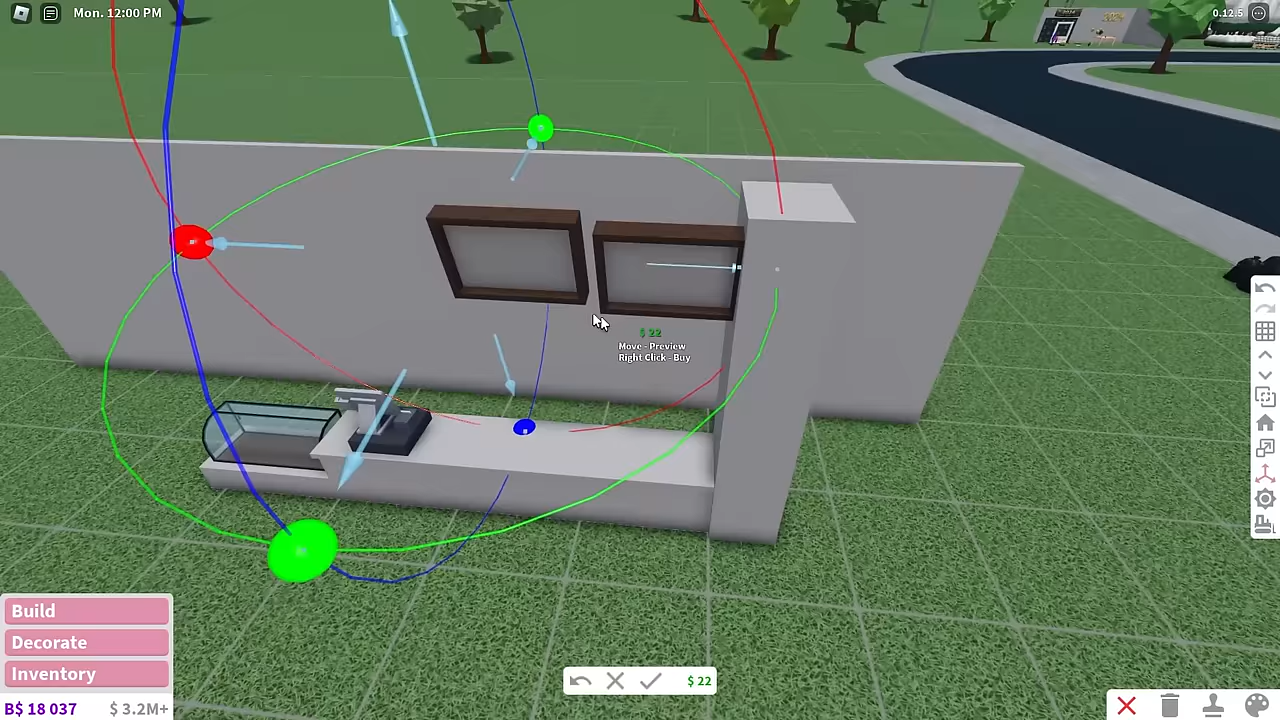 Mon. 12:00 PM
0.12.5
$ 22
Move - Preview
Right Click - Buy
Build
Decorate
Inventory
B$ 18 037
$ 3.2M+
$ 22